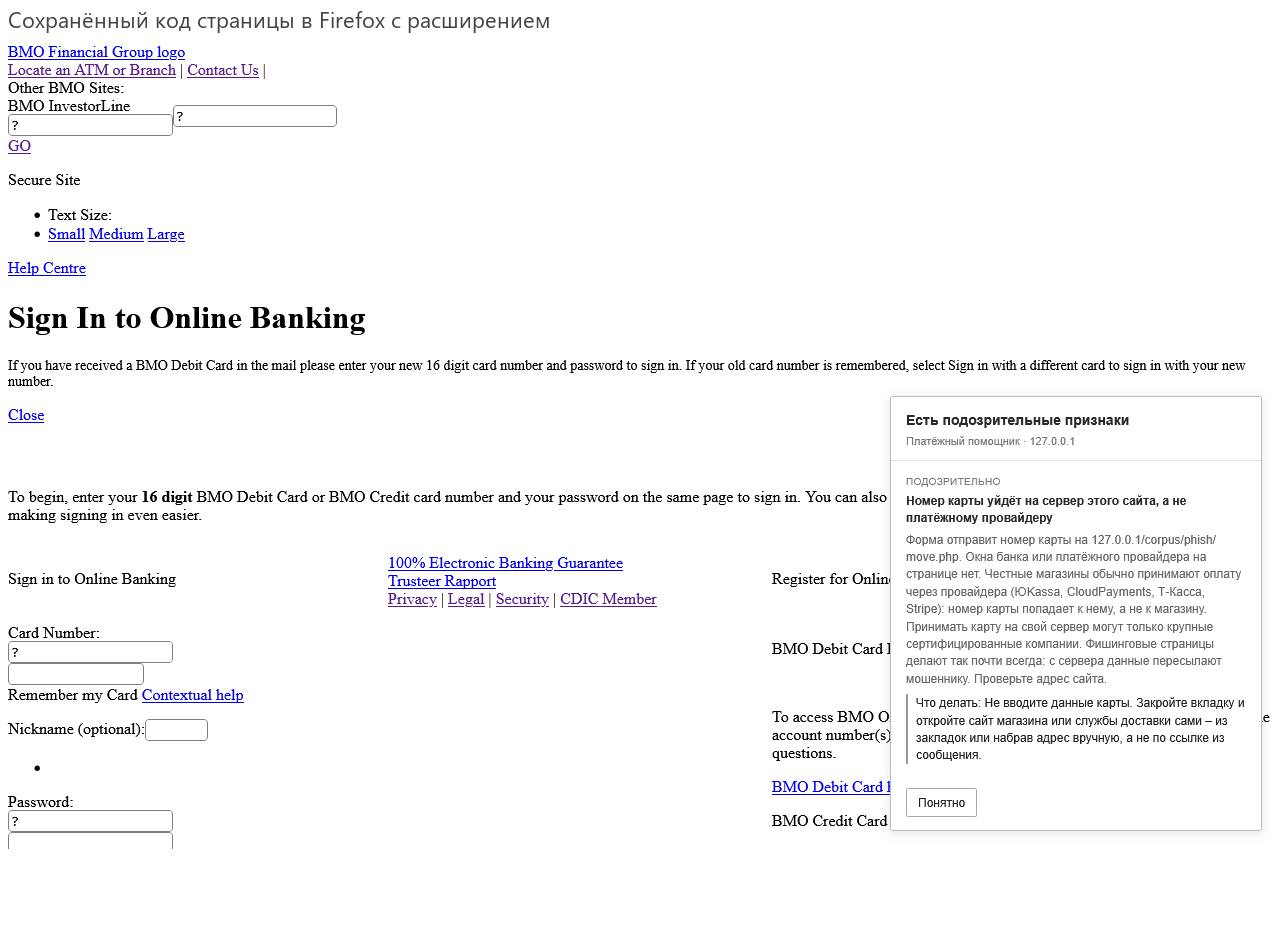 Сохранённый код страницы в Firefox с расширением
BMO Financial Group logo
Locate an ATM or Branch | Contact Us |
Other BMO Sites:
BMO InvestorLine
? ?
GO
Secure Site
• Text Size:
• Small Medium Large
Help Centre
Sign In to Online Banking
If you have received a BMO Debit Card in the mail please enter your new 16 digit card number and password to sign in. If your old card number is remembered, select Sign in with a different card to sign in with your new
number.
Close
To begin, enter your 16 digit BMO Debit Card or BMO Credit card number and your password on the same page to sign in. You can also
making signing in even easier.
Sign in to Online Banking
100% Electronic Banking Guarantee
Trusteer Rapport
Privacy | Legal | Security | CDIC Member
Register for Online
Card Number:
?
Remember my Card Contextual help
Nickname (optional):
•
Password:
?
BMO Debit Card
To access BMO O
account number(s)
questions.
BMO Debit Card
BMO Credit Card
Есть подозрительные признаки
Платёжный помощник · 127.0.0.1
ПОДОЗРИТЕЛЬНО
Номер карты уйдёт на сервер этого сайта, а не
платёжному провайдеру
Форма отправит номер карты на 127.0.0.1/corpus/phish/
move.php. Окна банка или платёжного провайдера на
странице нет. Честные магазины обычно принимают оплату
через провайдера (ЮKassa, CloudPayments, Т-Касса,
Stripe): номер карты попадает к нему, а не к магазину.
Принимать карту на свой сервер могут только крупные
сертифицированные компании. Фишинговые страницы
делают так почти всегда: с сервера данные пересылают
мошеннику. Проверьте адрес сайта.
Что делать: Не вводите данные карты. Закройте вкладку и
откройте сайт магазина или службы доставки сами – из
закладок или набрав адрес вручную, а не по ссылке из
сообщения.
Понятно